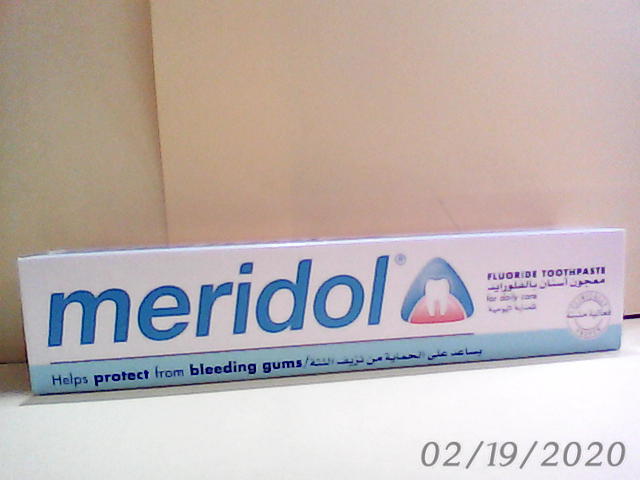 meridol®
FLUORIDE TOOTHPASTE
معجون أسنان بالفلورايد
for daily care
للعناية اليومية
Helps protect from bleeding gums/يساعد على الحماية من نزيف اللثة
02/19/2020